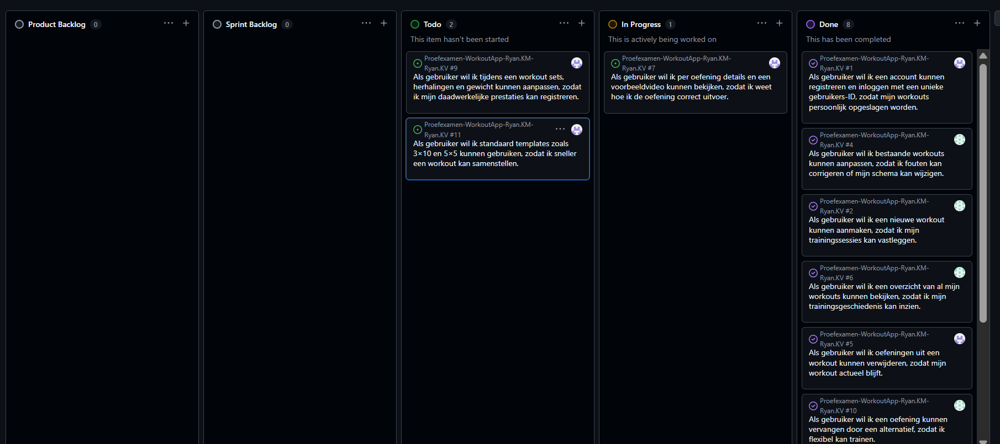 Product Backlog 0
Sprint Backlog 0
Todo 2
This item hasn't been started
Proefexamen-WorkoutApp-Ryan.KM-
Ryan.KV #9
Als gebruiker wil ik tijdens een workout sets,
herhalingen en gewicht kunnen aanpassen, zodat
ik mijn daadwerkelijke prestaties kan registreren.
Proefexamen-WorkoutApp-Ryan.KM-
Ryan.KV #11
Als gebruiker wil ik standaard templates zoals
3×10 en 5×5 kunnen gebruiken, zodat ik sneller
een workout kan samenstellen.
In Progress 1
This is actively being worked on
Proefexamen-WorkoutApp-Ryan.KM-
Ryan.KV #7
Als gebruiker wil ik per oefening details en een
voorbeeldvideo kunnen bekijken, zodat ik weet
hoe ik de oefening correct uitvoer.
Done 8
This has been completed
Proefexamen-WorkoutApp-Ryan.KM-
Ryan.KV #1
Als gebruiker wil ik een account kunnen
registreren en inloggen met een unieke
gebruikers-ID, zodat mijn workouts
persoonlijk opgeslagen worden.
Proefexamen-WorkoutApp-Ryan.KM-
Ryan.KV #4
Als gebruiker wil ik bestaande workouts
kunnen aanpassen, zodat ik fouten kan
corrigeren of mijn schema kan wijzigen.
Proefexamen-WorkoutApp-Ryan.KM-
Ryan.KV #2
Als gebruiker wil ik een nieuwe workout
kunnen aanmaken, zodat ik mijn
trainingssessies kan vastleggen.
Proefexamen-WorkoutApp-Ryan.KM-
Ryan.KV #6
Als gebruiker wil ik een overzicht van al mijn
workouts kunnen bekijken, zodat ik mijn
trainingsgeschiedenis kan inzien.
Proefexamen-WorkoutApp-Ryan.KM-
Ryan.KV #5
Als gebruiker wil ik oefeningen uit een
workout kunnen verwijderen, zodat mijn
workout actueel blijft.
Proefexamen-WorkoutApp-Ryan.KM-
Ryan.KV #10
Als gebruiker wil ik een oefening kunnen
vervangen door een alternatief, zodat ik
flexibel kan trainen.